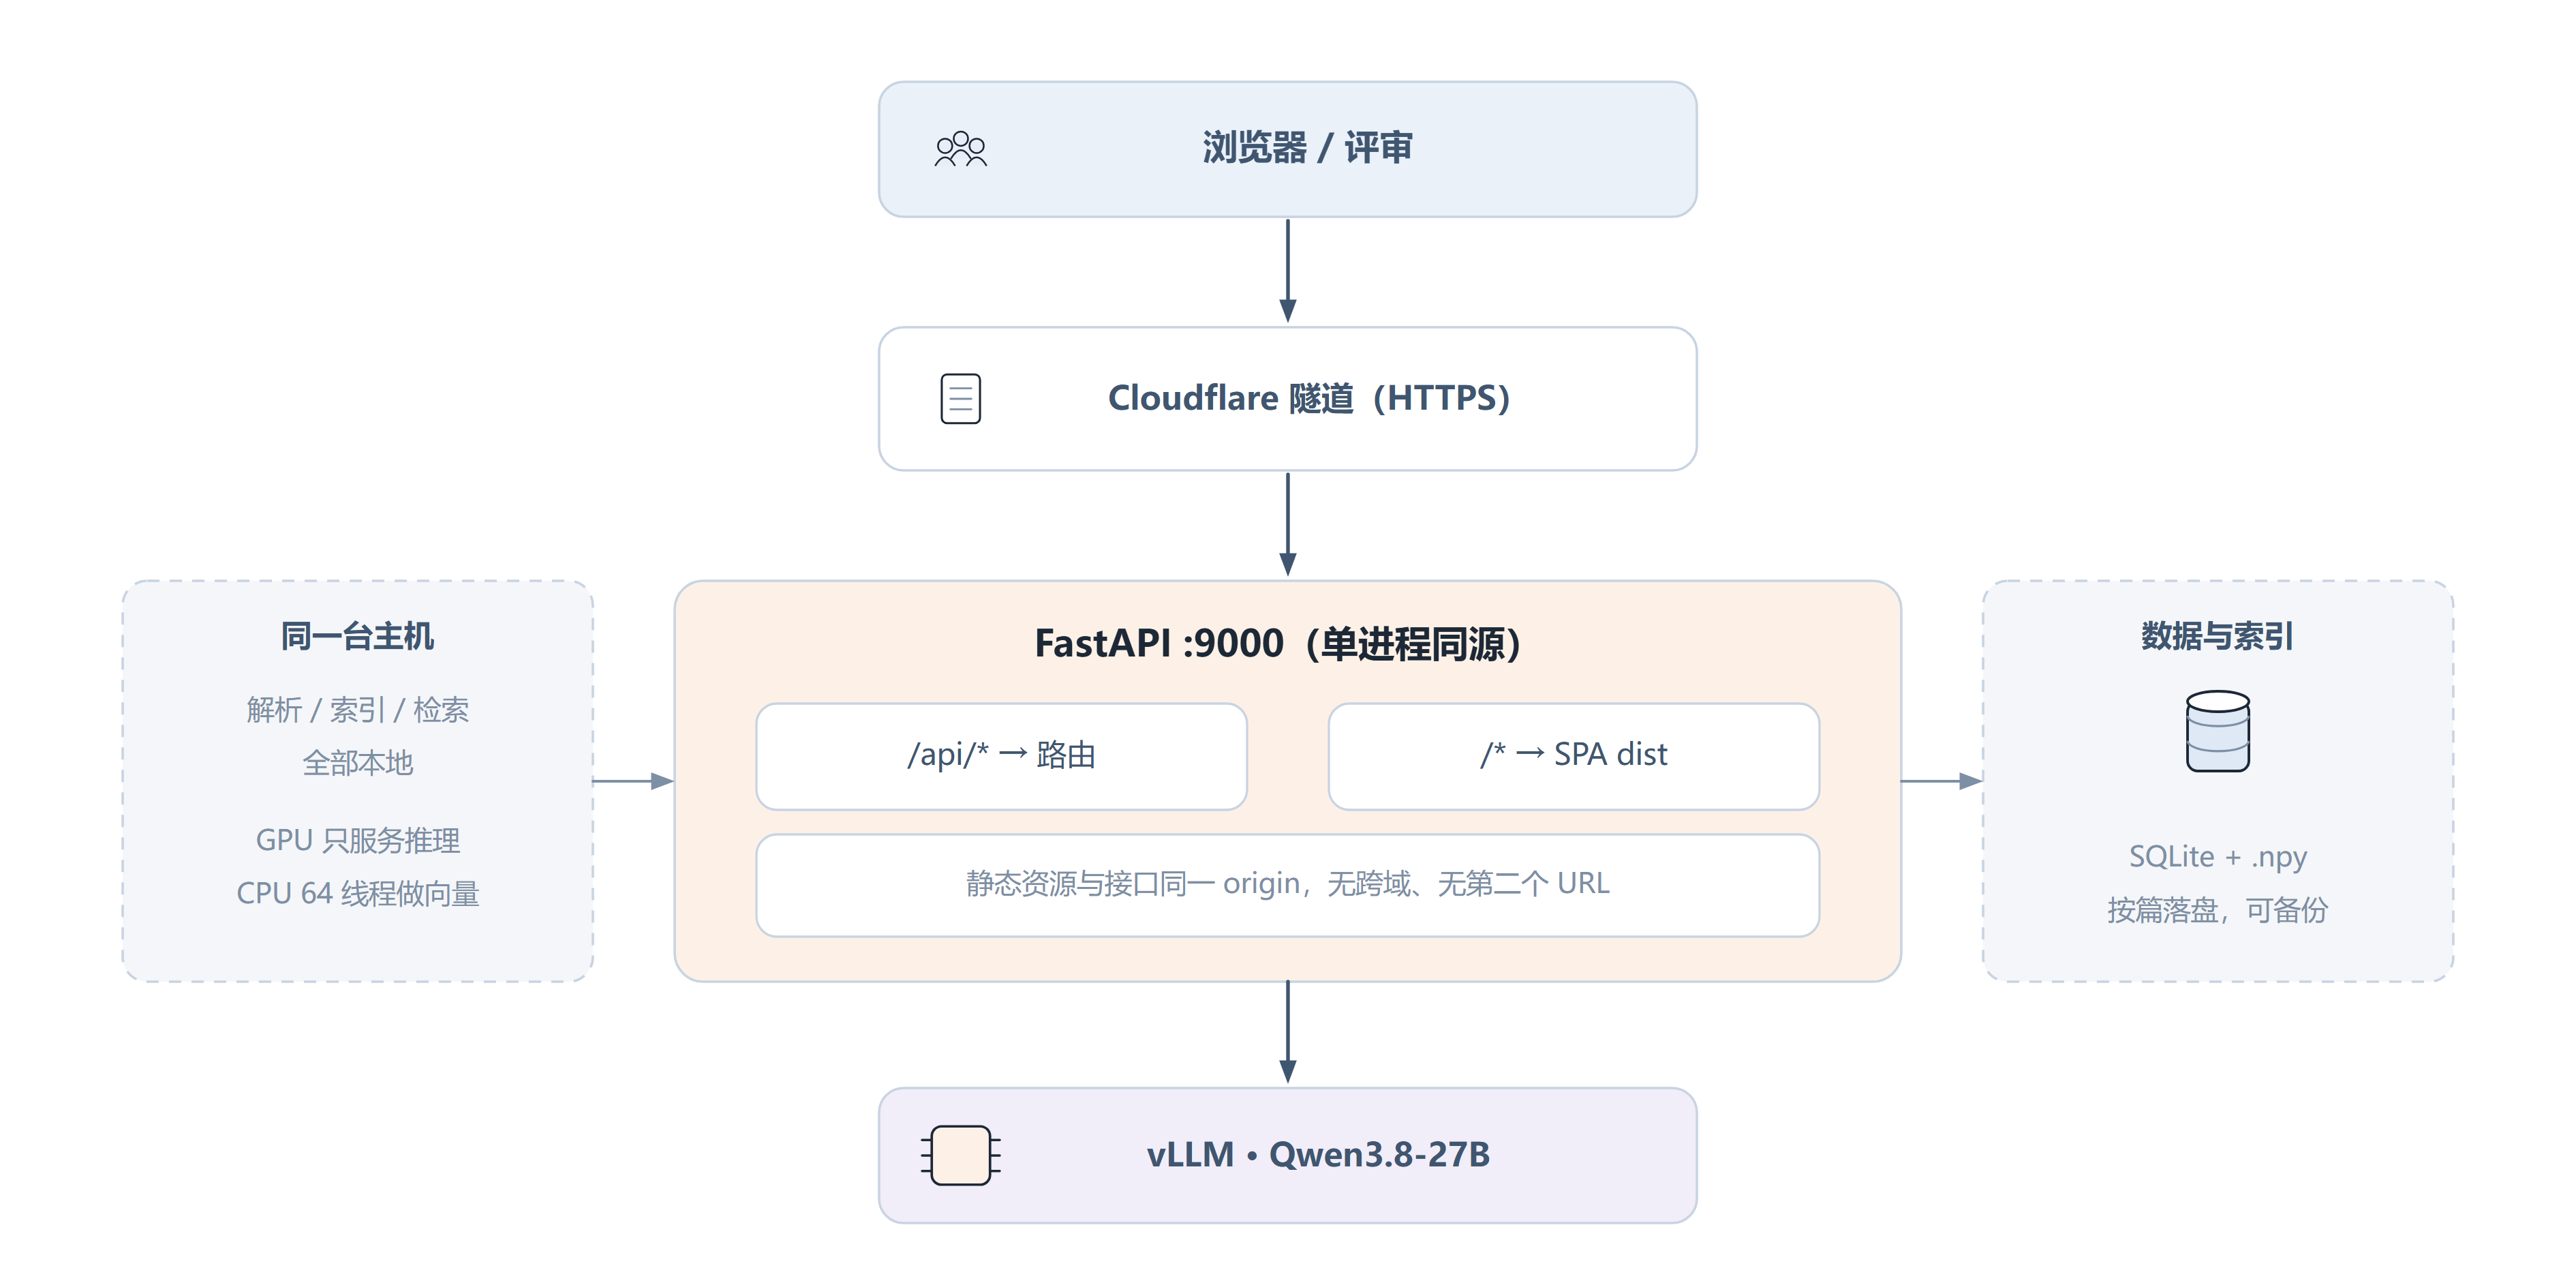 浏览器 / 评审
Cloudflare 隧道（HTTPS）
同一台主机
解析 / 索引 / 检索
全部本地
GPU 只服务推理
CPU 64 线程做向量
FastAPI :9000（单进程同源）
/api/* → 路由
/* → SPA dist
静态资源与接口同一 origin，无跨域、无第二个 URL
数据与索引
SQLite + .npy
按篇落盘，可备份
vLLM • Qwen3.8-27B